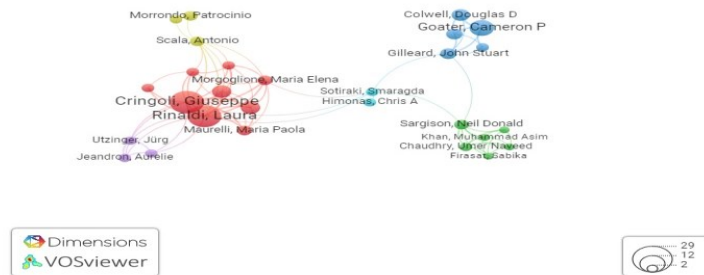 Morrondo, Patrocinio
Scala, Antonio
Colwell, Douglas D
Goater, Cameron P
Gilleard, John Stuart
Morgoglione, Maria Elena
Cringoli, Giuseppe
Rinaldi, Laura
Maurelli, Maria Paola
Sotiraki, Smaragda
Himonas, Chris A
Utzinger, Jürg
Jeandron, Aurelie
Sargison, Neil Donald
Khan, Muhammad Asim
Chaudhry, Umer Naveed
Firasat, Sabika
Dimensions
VOSviewer
29
12
2